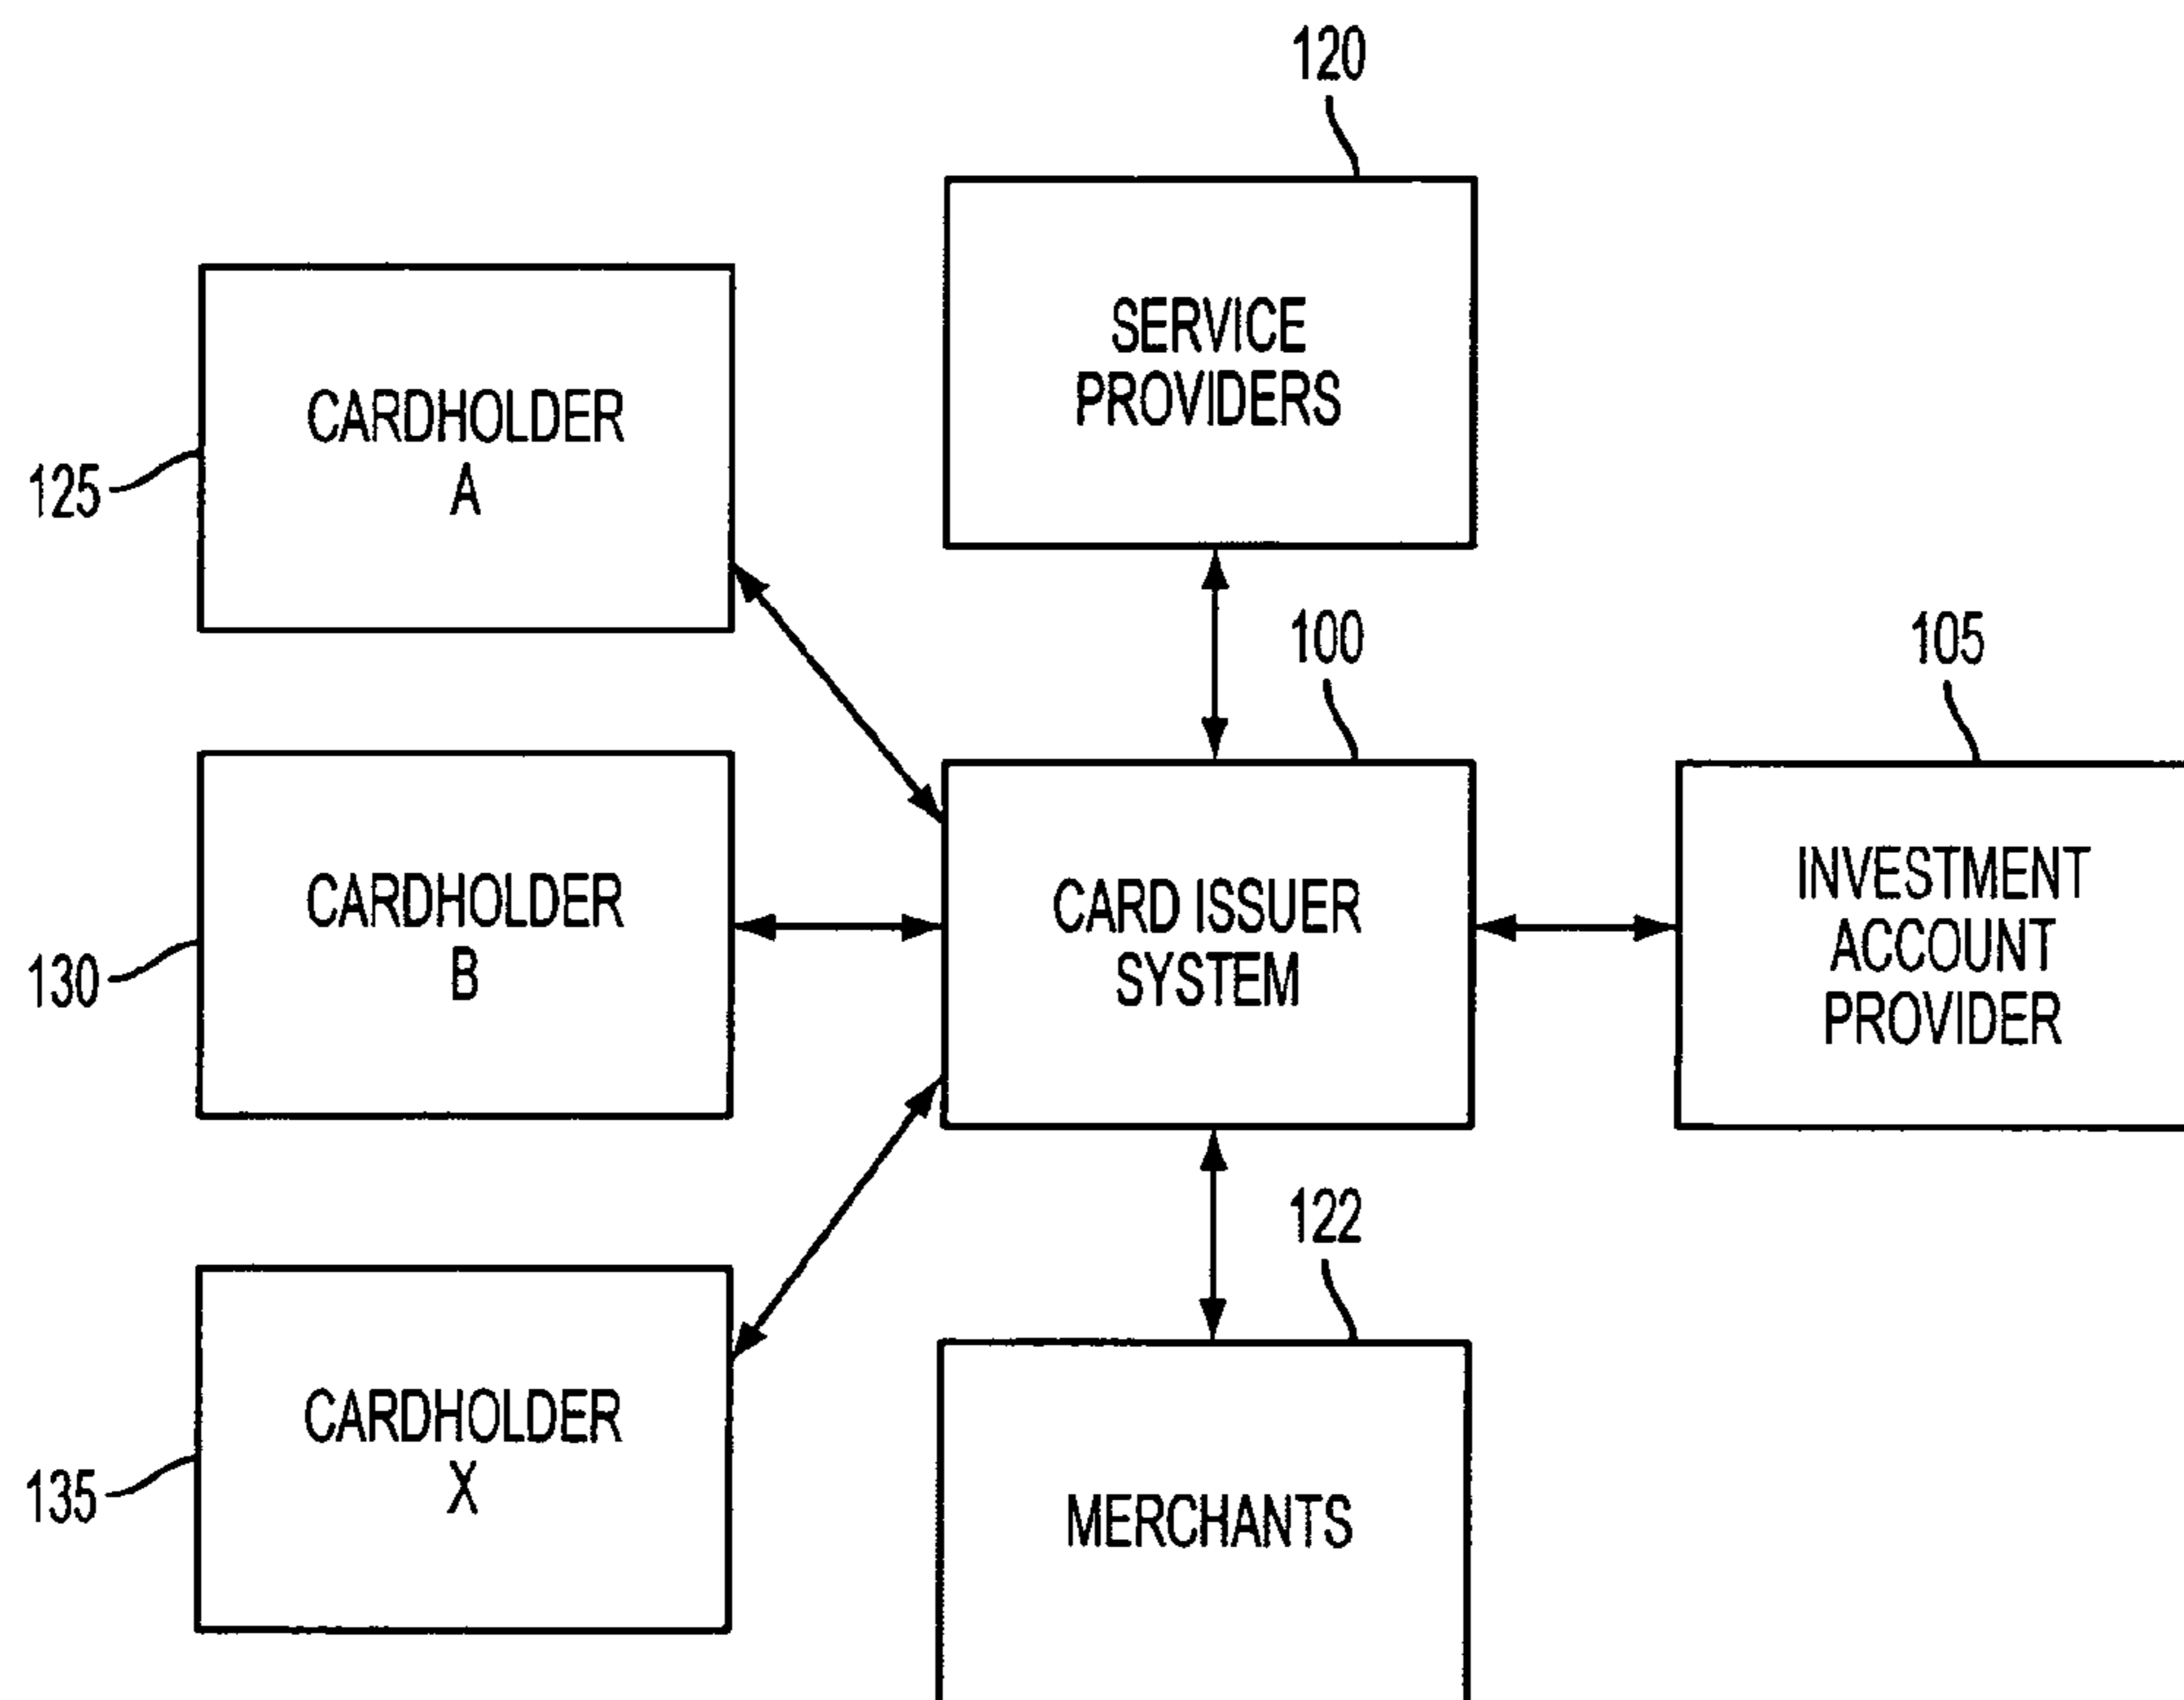 120
SERVICE
PROVIDERS
CARDHOLDER
A
125
100
105
CARDHOLDER
B
130
CARD ISSUER
SYSTEM
INVESTMENT
ACCOUNT
PROVIDER
122
CARDHOLDER
X
135
MERCHANTS